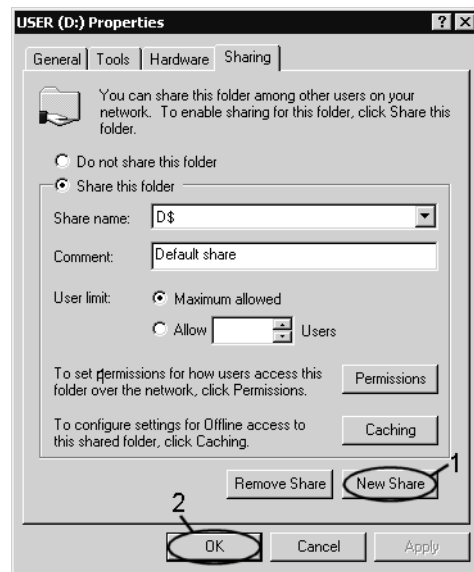 USER (D:) Properties
General Tools Hardware Sharing
You can share this folder among other users on your
network. To enable sharing for this folder, click Share this
folder.
Do not share this folder
Share this folder
Share name: D$
Comment: Default share
User limit: Maximum allowed
Allow Users
To set permissions for how users access this
folder over the network, click Permissions.
Permissions
To configure settings for Offline access to
this shared folder, click Caching.
Caching
1
Remove Share New Share
2
OK Cancel Apply